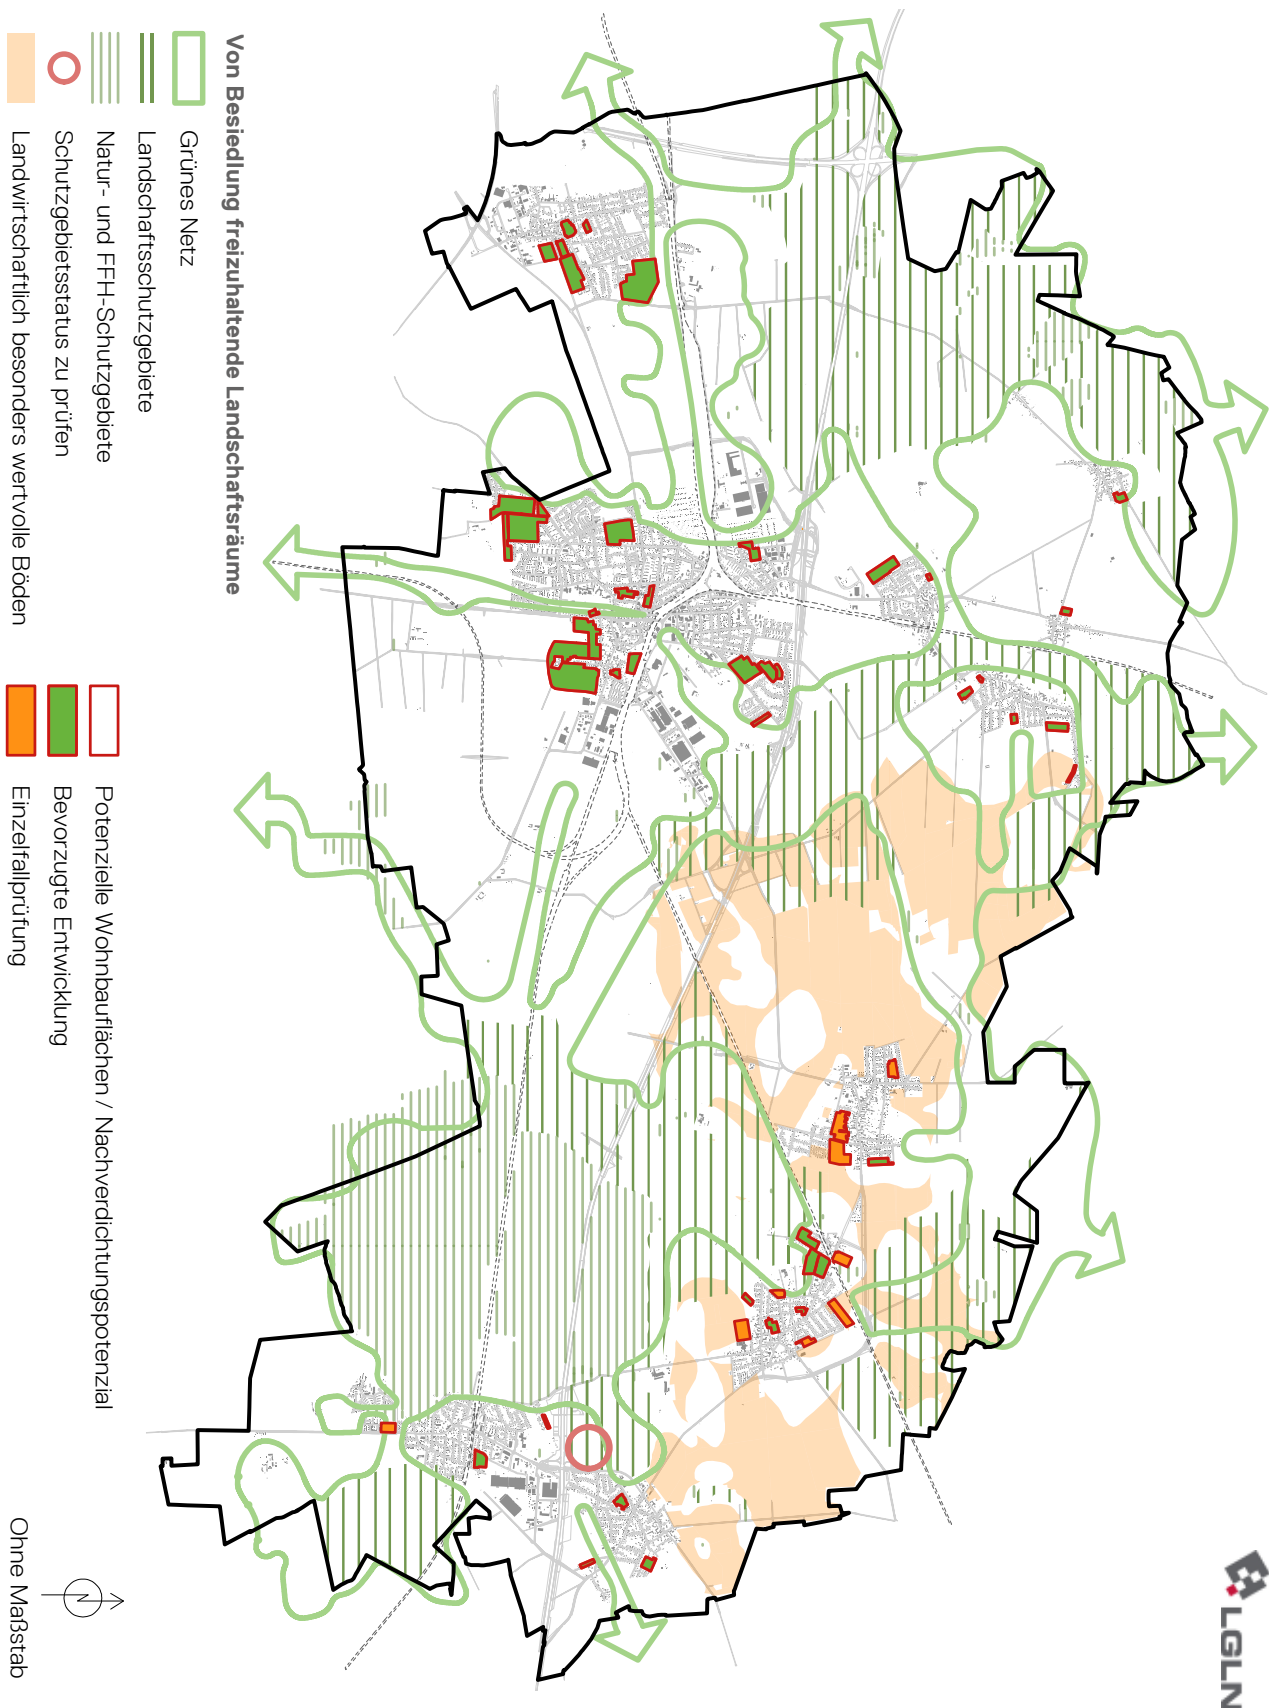 LGLN
Von Besiedlung freizuhaltende Landschaftsräume
Grünes Netz
Landschaftsschutzgebiete
Natur- und FFH-Schutzgebiete
Schutzgebietsstatus zu prüfen
Landwirtschaftlich besonders wertvolle Böden
Potenzielle Wohnbauflächen / Nachverdichtungspotenzial
Bevorzugte Entwicklung
Einzelfallprüfung
N
Ohne Maßstab